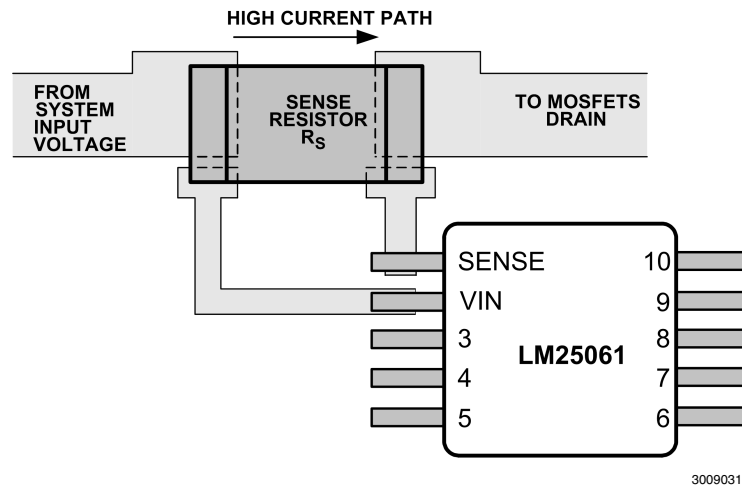 HIGH CURRENT PATH
FROM
SYSTEM
INPUT
VOLTAGE
SENSE
RESISTOR
RS
TO MOSFETS
DRAIN
SENSE
VIN
3
4
5
LM25061
10
9
8
7
6
3009031